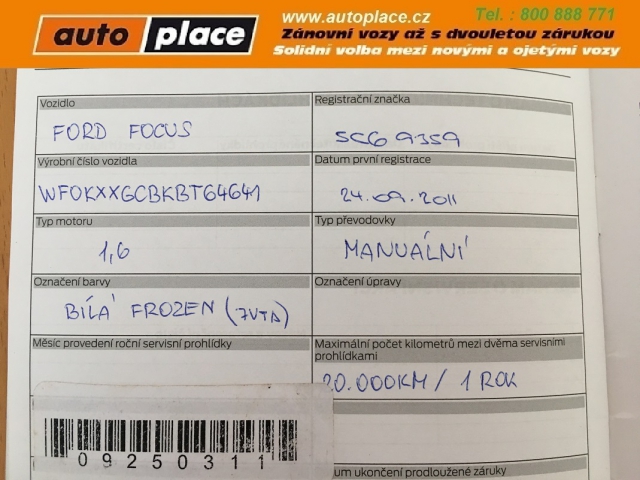 auto place
www.autoplace.cz
Tel. : 800 888 771
Zánovní vozy až s dvouletou zárukou
Solidní volba mezi novými a ojetými vozy
Vozidlo
Registrační značka
FORD FOCUS
5C6 9359
Výrobní číslo vozidla
Datum první registrace
WF0KXXGCBKBT64641
24.09.2011
Typ motoru
Typ převodovky
1,6
MANUÁLNÍ
Označení barvy
Označení úpravy
BÍLÁ FROZEN (7VTA)
Měsíc provedení roční servisní prohlídky
Maximální počet kilometrů mezi dvěma servisními
prohlídkami
20.000KM / 1 ROK
09250311
um ukončení prodloužené záruky